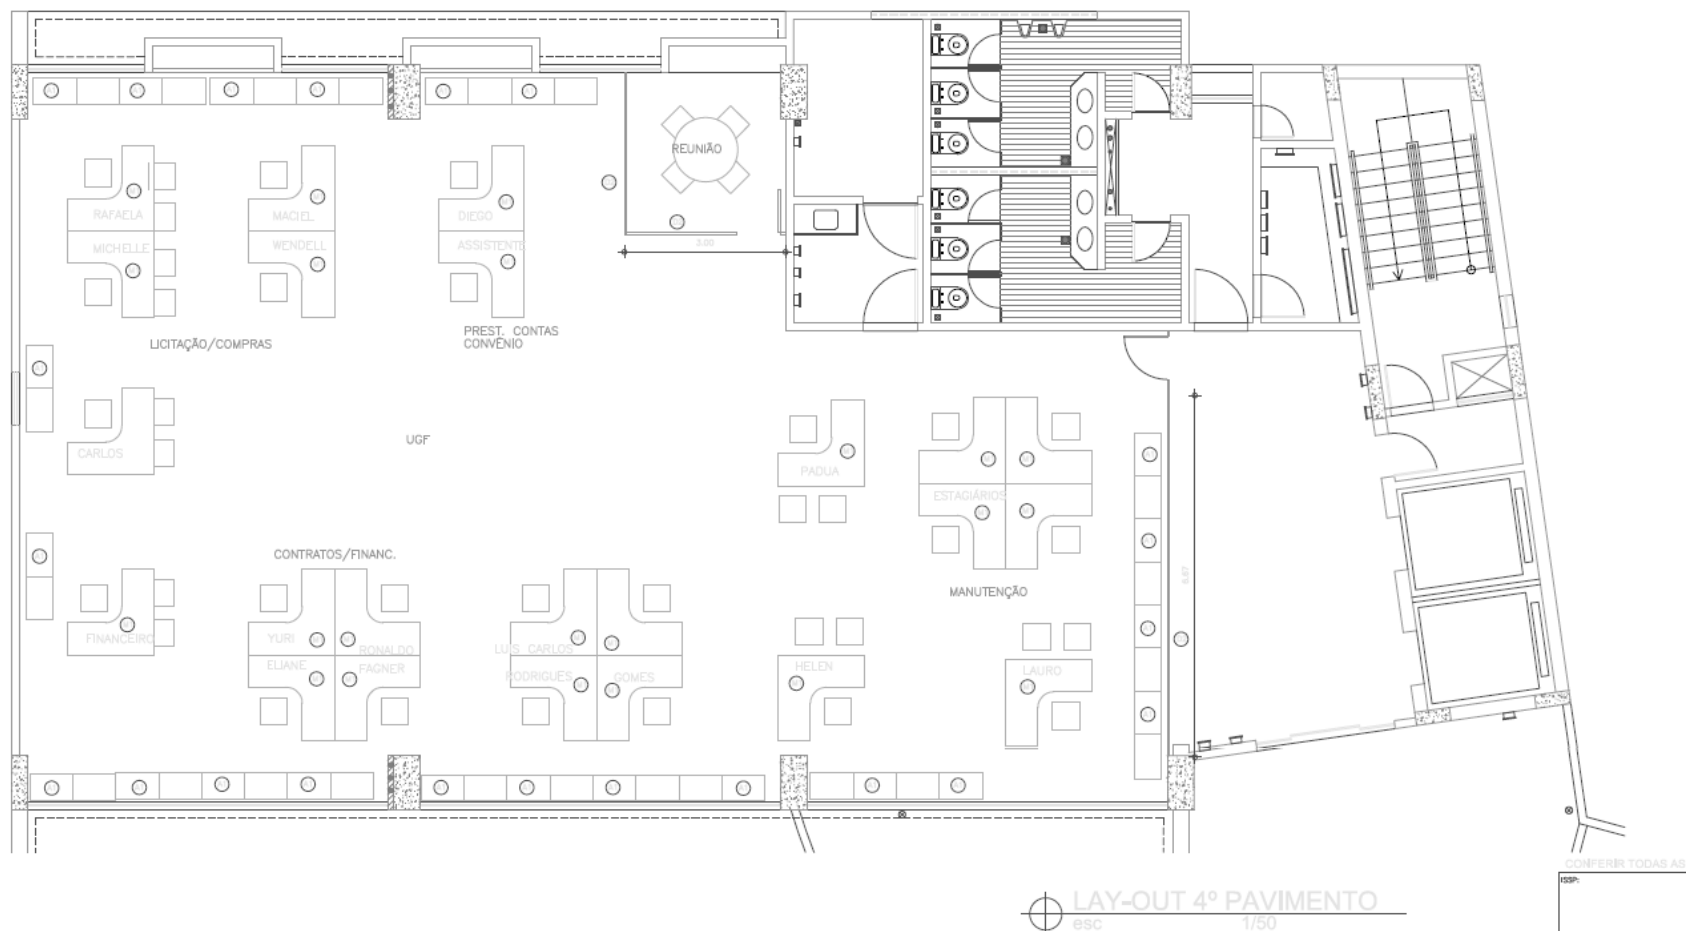 REUNIÃO
RAFAELA
MACIEL
DIEGO
MICHELLE
WENDELL
ASSISTENTE
3.00
LICITAÇÃO/COMPRAS
PREST. CONTAS
CONVÊNIO
CARLOS
UGF
PADUA
ESTAGIÁRIOS
CONTRATOS/FINANC.
MANUTENÇÃO
FINANCEIRO
YURI
RONALDO
ELIANE
FAGNER
LUIS CARLOS
RODRIGUES
GOMES
HELEN
LAURO
LAY-OUT 4º PAVIMENTO
esc 1/50
CONFERIR TODAS AS